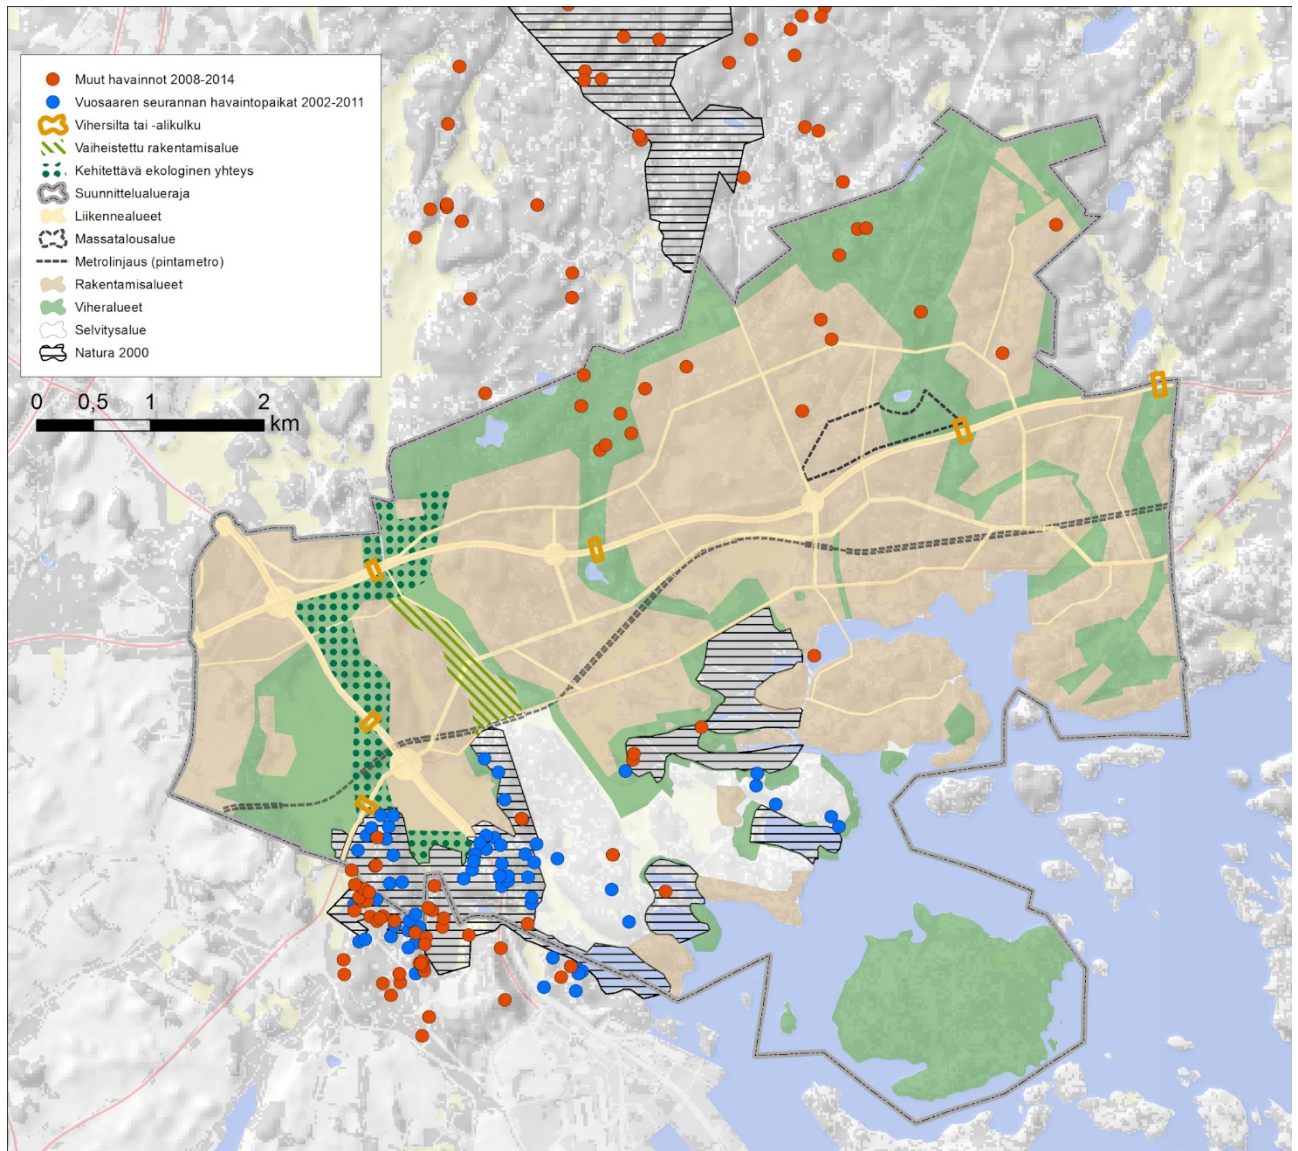 Muut havainnot 2008-2014
Vuosaaren seurannan havaintopaikat 2002-2011
Vihersilta tai -alikulku
Vaiheistettu rakentamisalue
Kehitettävä ekologinen yhteys
Suunnittelualueraja
Liikennealueet
Massatalousalue
Metrolinjaus (pintametro)
Rakentamisalueet
Viheralueet
Selvitysalue
Natura 2000
0 0,5 1 2
km